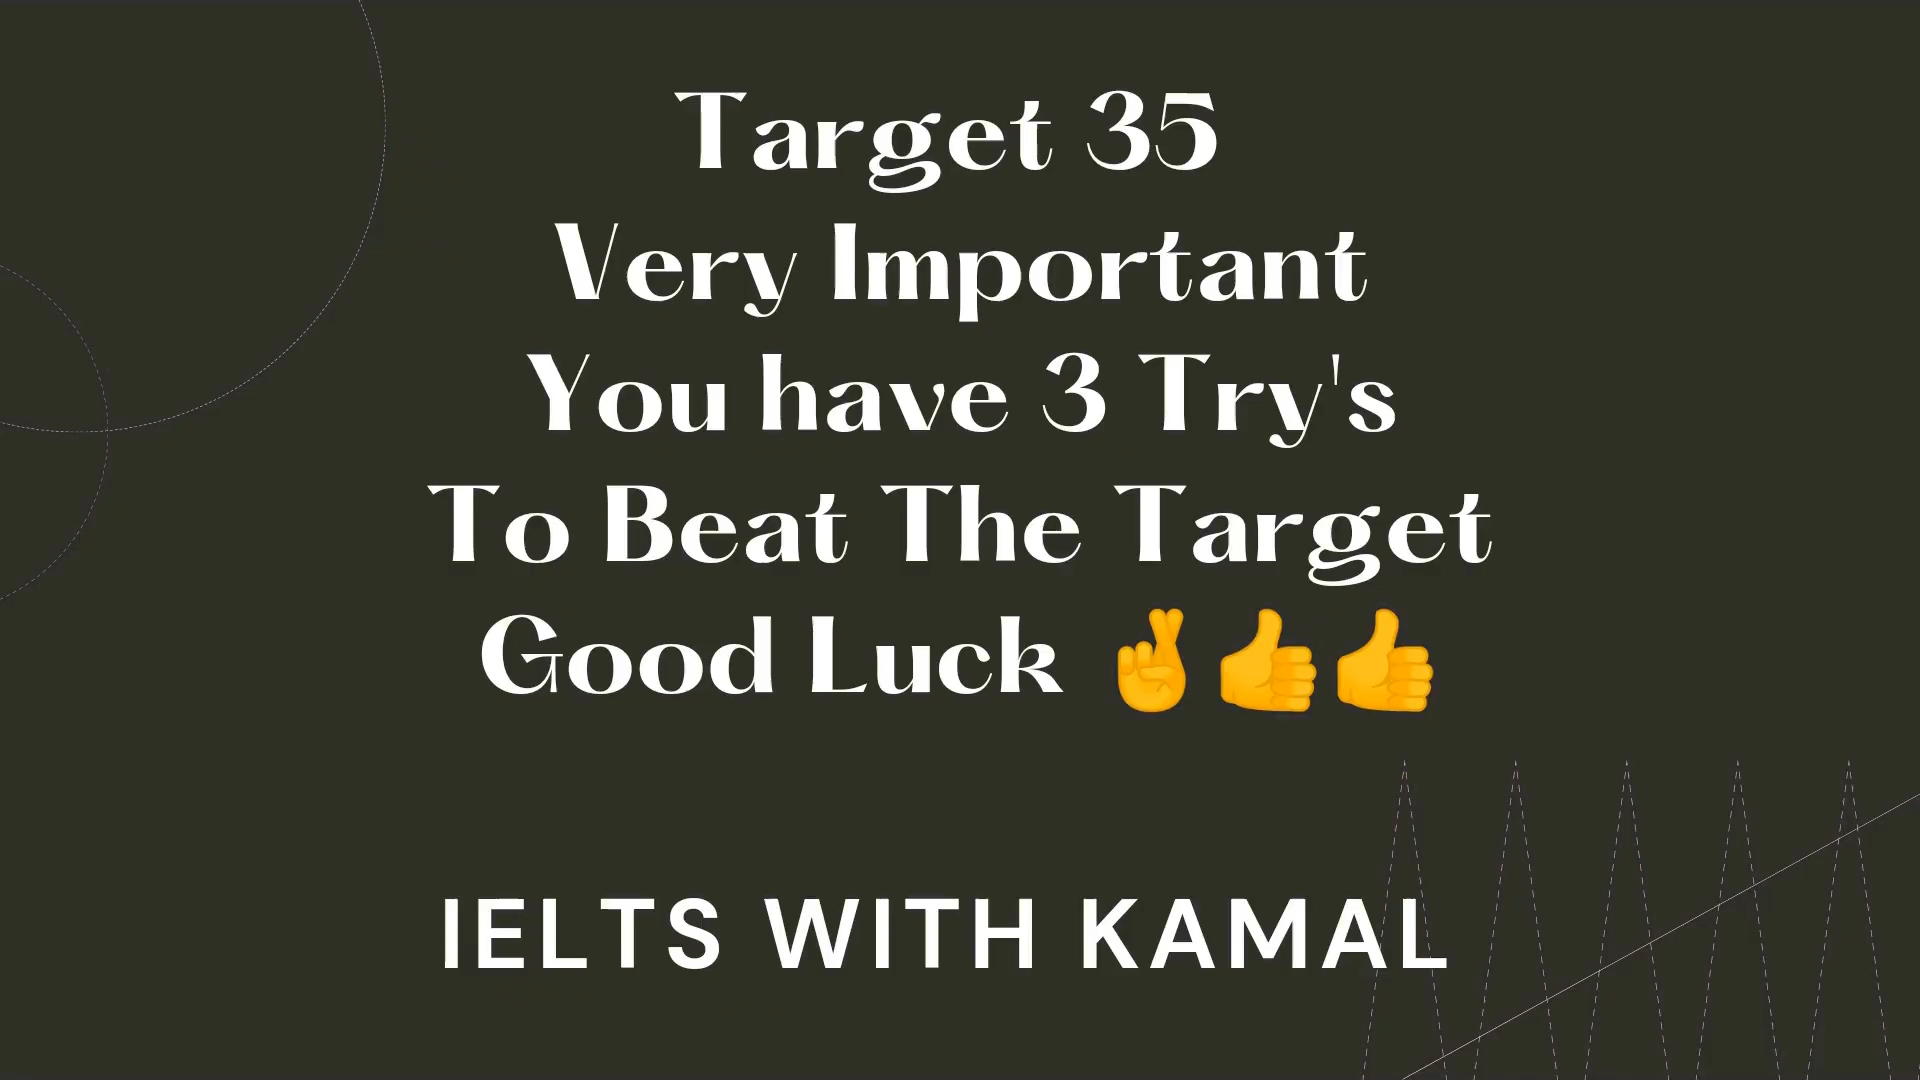 Target 35
Very Important
You have 3 Try's
To Beat The Target
Good Luck 🤞👍👍
IELTS WITH KAMAL